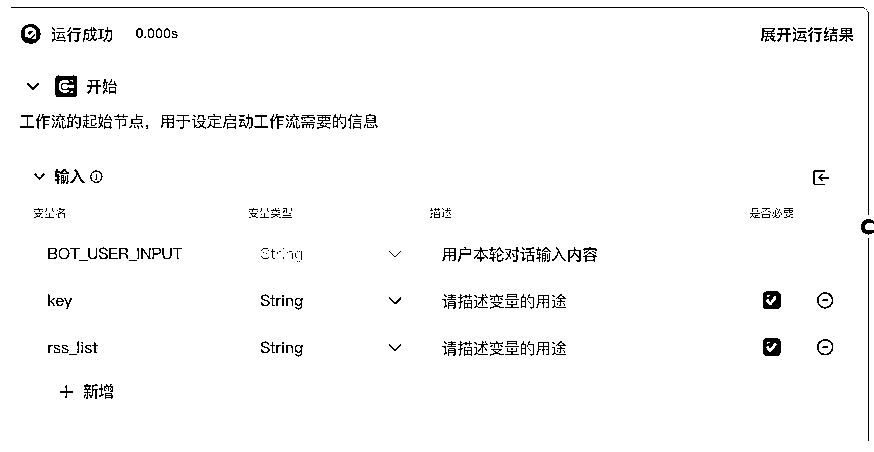 运行成功 0.000s 展开运行结果
开始
工作流的起始节点，用于设定启动工作流需要的信息
输入
变量名 变量类型 描述 是否必要
BOT_USER_INPUT String 用户本轮对话输入内容
key String 请描述变量的用途
rss_list String 请描述变量的用途
+ 新增